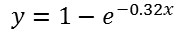 y = 1 − e^{−0.32x}